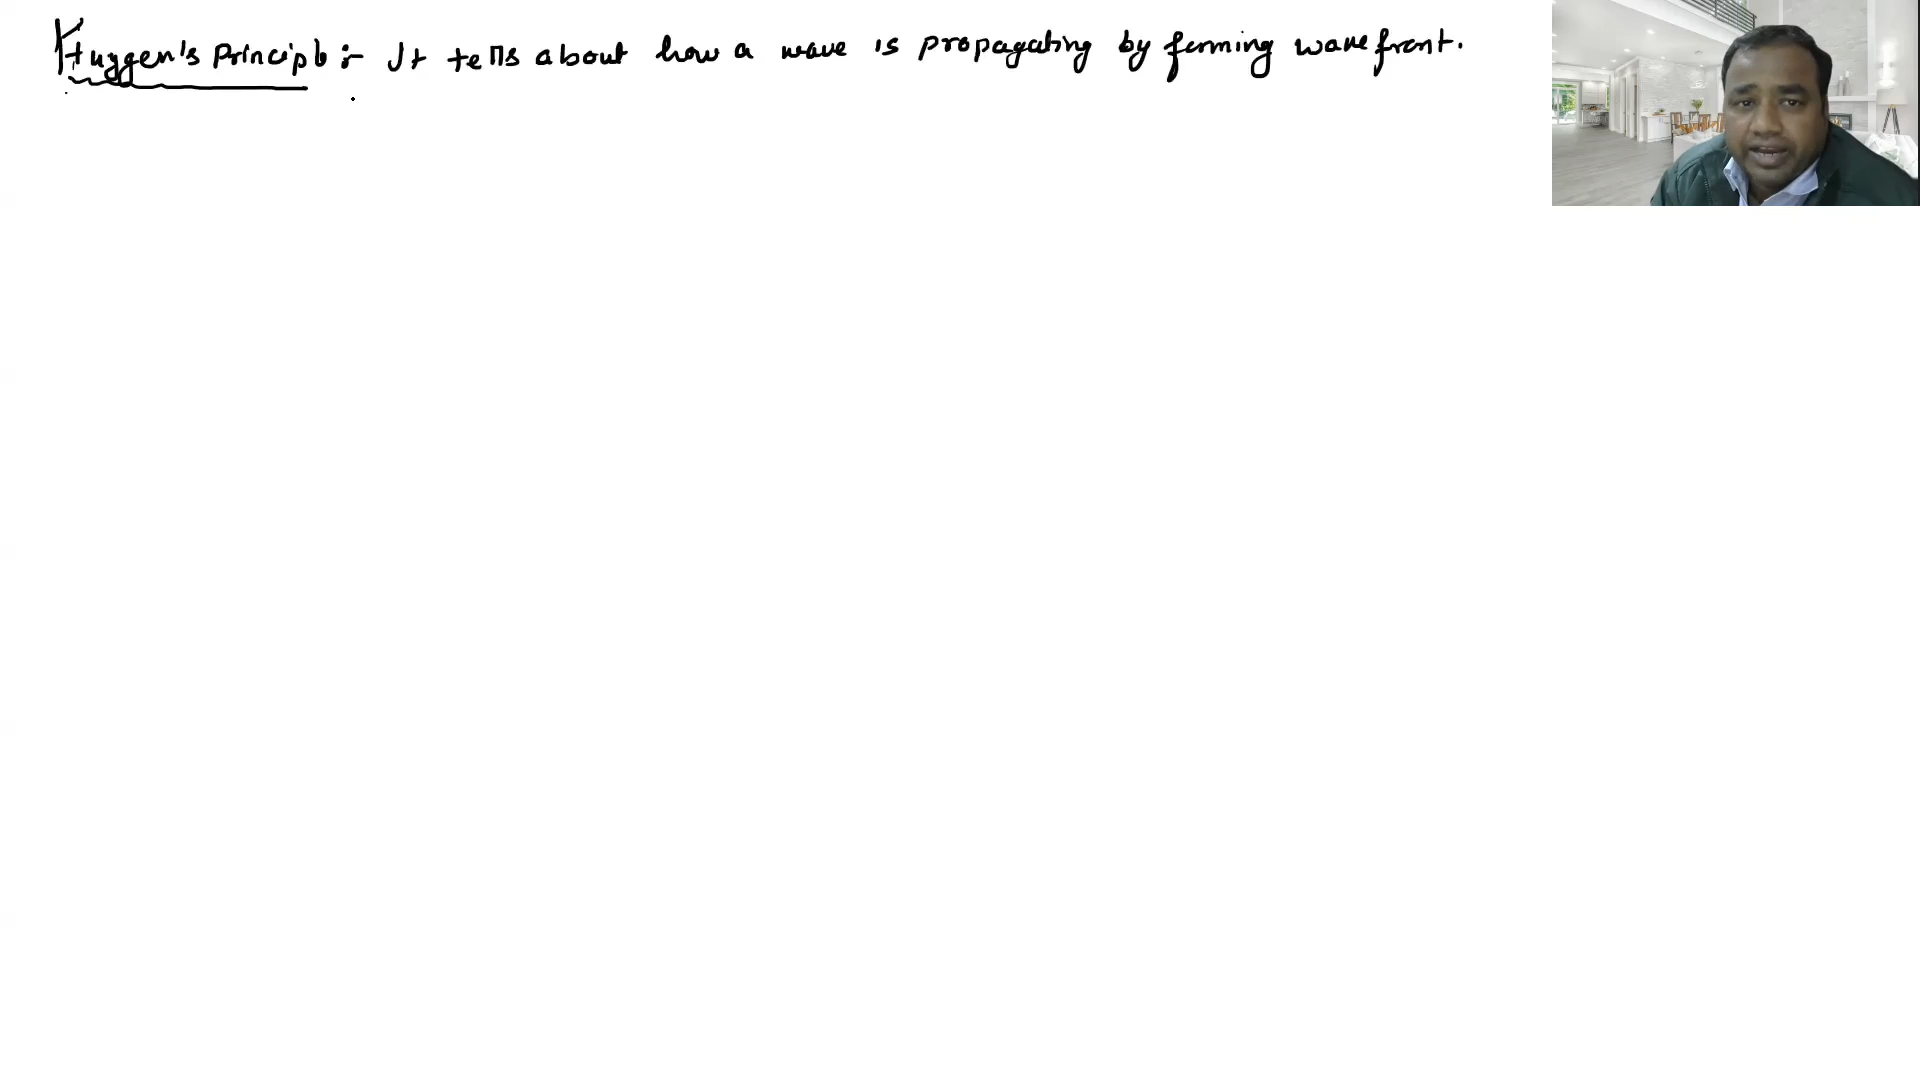 Huygen's Principle :- It tells about how a wave is propagating by forming wavefront.